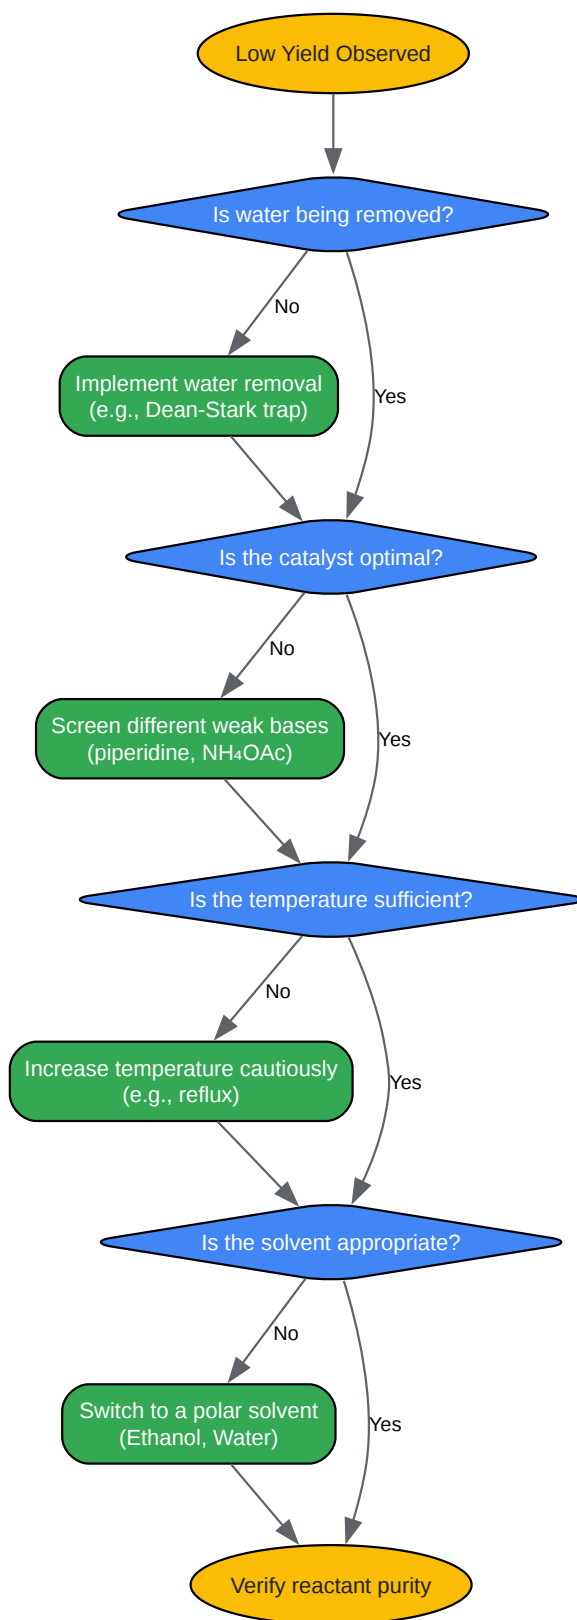 Low Yield Observed
Is water being removed?
No
Implement water removal
(e.g., Dean-Stark trap)
Yes
Is the catalyst optimal?
No
Screen different weak bases
(piperidine, NH₄OAc)
Yes
Is the temperature sufficient?
No
Increase temperature cautiously
(e.g., reflux)
Yes
Is the solvent appropriate?
No
Switch to a polar solvent
(Ethanol, Water)
Yes
Verify reactant purity